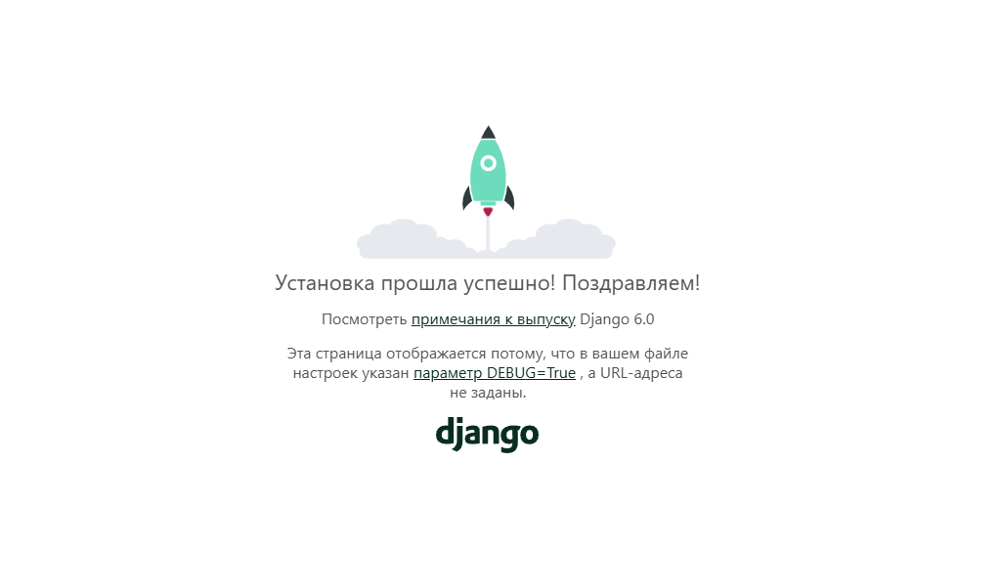 Установка прошла успешно! Поздравляем!
Посмотреть примечания к выпуску Django 6.0
Эта страница отображается потому, что в вашем файле
настроек указан параметр DEBUG=True , а URL-адреса
не заданы.
django